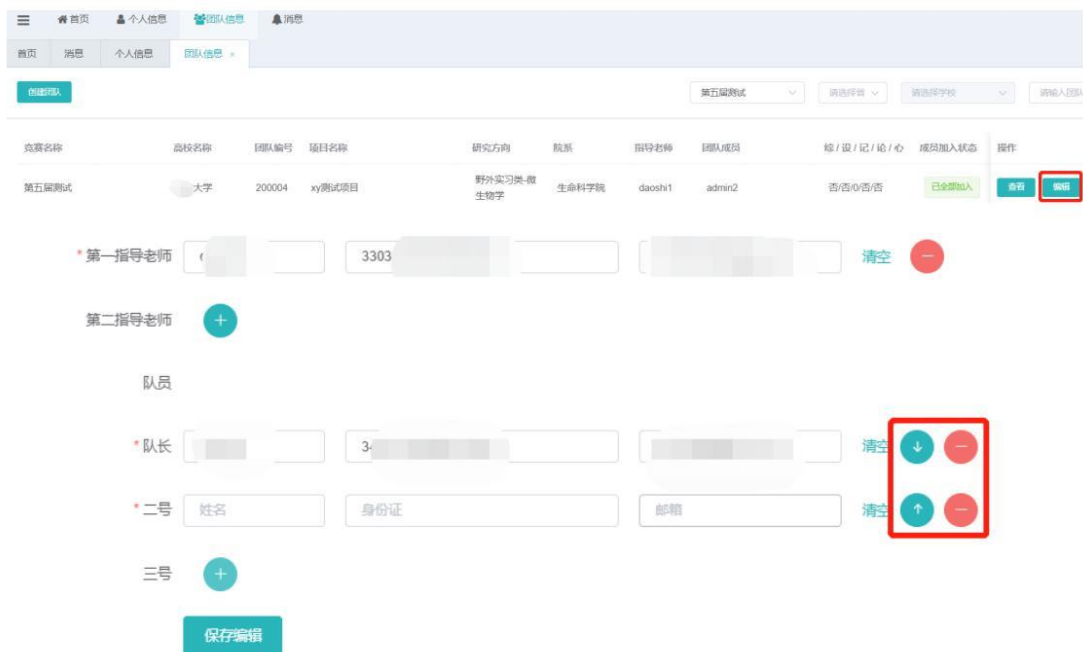 首页 个人信息 团队信息 消息
首页 消息 个人信息 团队信息 ×
创建团队 第五届测试 请选择学校
竞赛名称 高校名称 团队编号 项目名称 研究方向 院系 指导老师 团队成员 综/设/记/论/心 成员加入状态 操作
第五届测试 大学 200004 xy测试项目 野外实习类-微 生命科学院 daoshi1 admin2 否/否/0/否/否 已全部加入 查看 编辑
生物学
* 第一指导老师 3303 清空
第二指导老师
队员
* 队长 34 清空
* 二号 姓名 身份证 邮箱 清空
三号
保存编辑